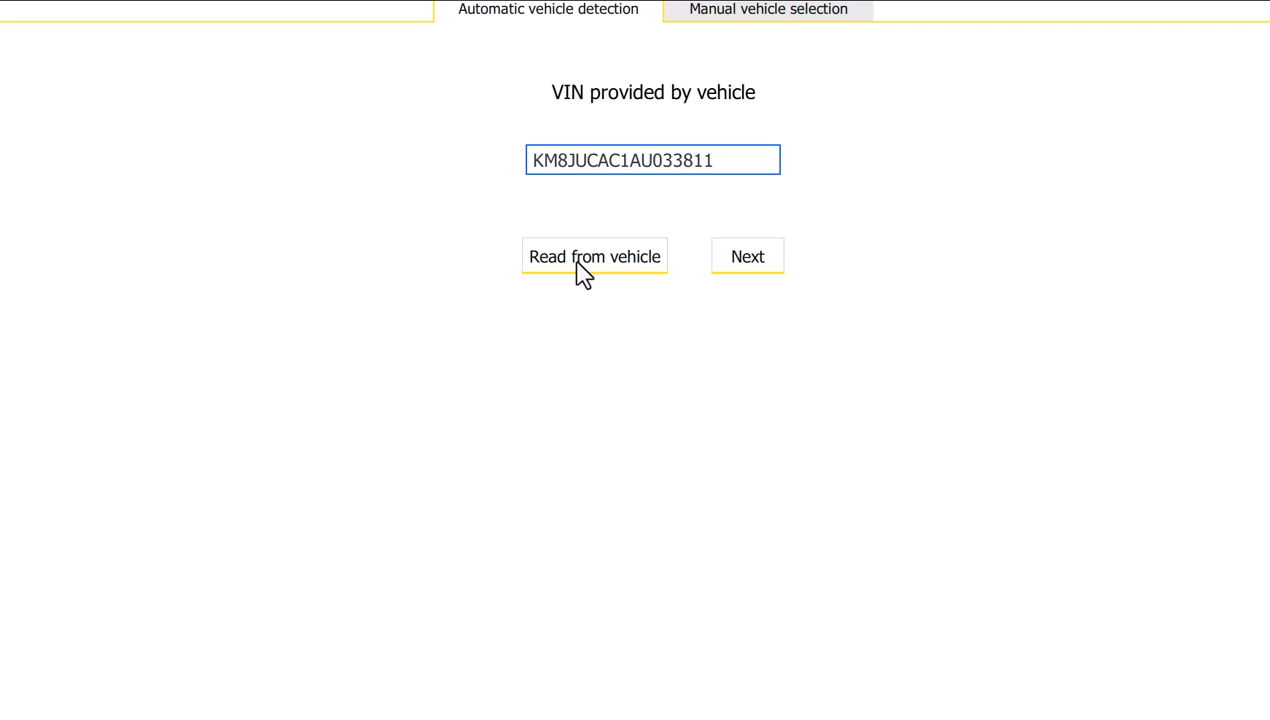 Automatic vehicle detection
Manual vehicle selection
VIN provided by vehicle
KM8JUCAC1AU033811
Read from vehicle
Next